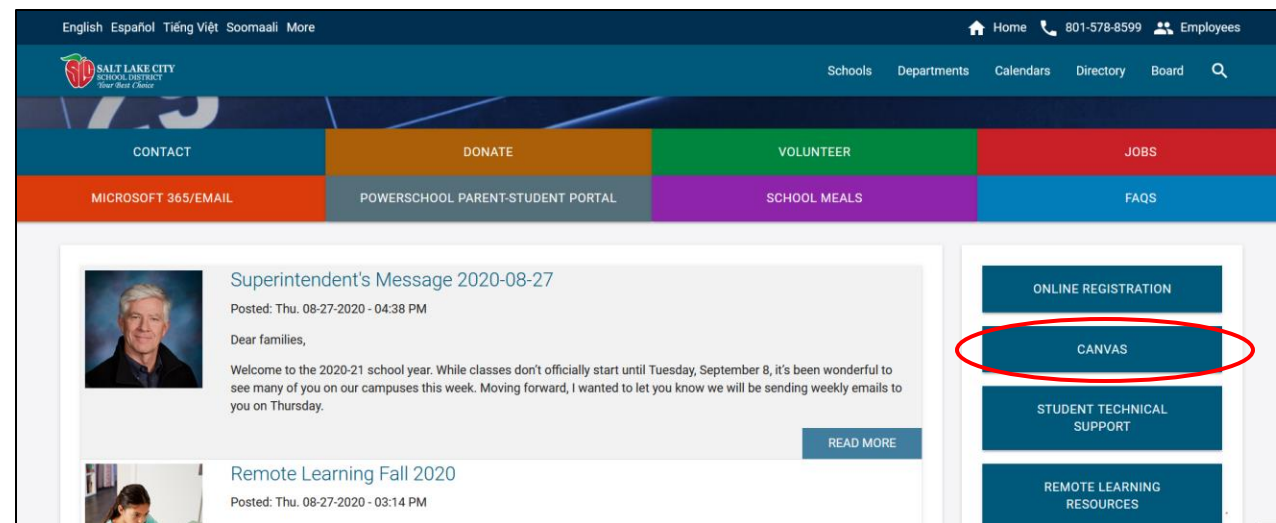 English Español Tiếng Việt Soomaali More
Home 801-578-8599 Employees
SALT LAKE CITY
SCHOOL DISTRICT
Your Best Choice
Schools Departments Calendars Directory Board
CONTACT DONATE VOLUNTEER JOBS
MICROSOFT 365/EMAIL POWERSCHOOL PARENT-STUDENT PORTAL SCHOOL MEALS FAQS
Superintendent's Message 2020-08-27
Posted: Thu. 08-27-2020 - 04:38 PM
Dear families,
Welcome to the 2020-21 school year. While classes don't officially start until Tuesday, September 8, it's been wonderful to
see many of you on our campuses this week. Moving forward, I wanted to let you know we will be sending weekly emails to
you on Thursday.
READ MORE
Remote Learning Fall 2020
Posted: Thu. 08-27-2020 - 03:14 PM
ONLINE REGISTRATION
CANVAS
STUDENT TECHNICAL
SUPPORT
REMOTE LEARNING
RESOURCES